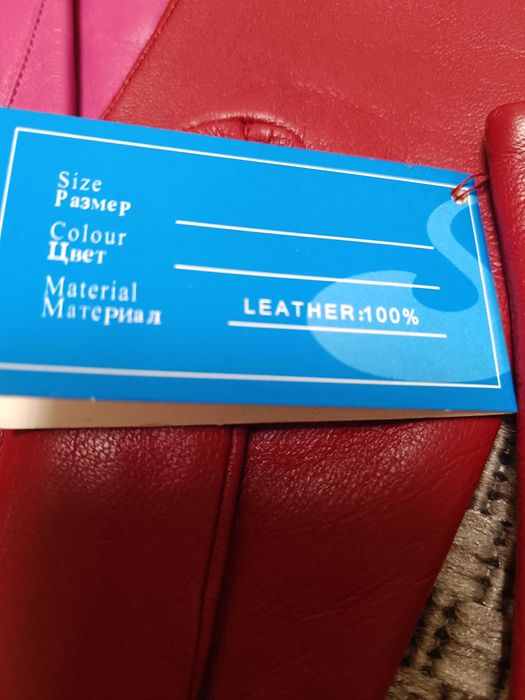 Size
Размер
Colour
Цвет
Material
Материал
LEATHER:100%